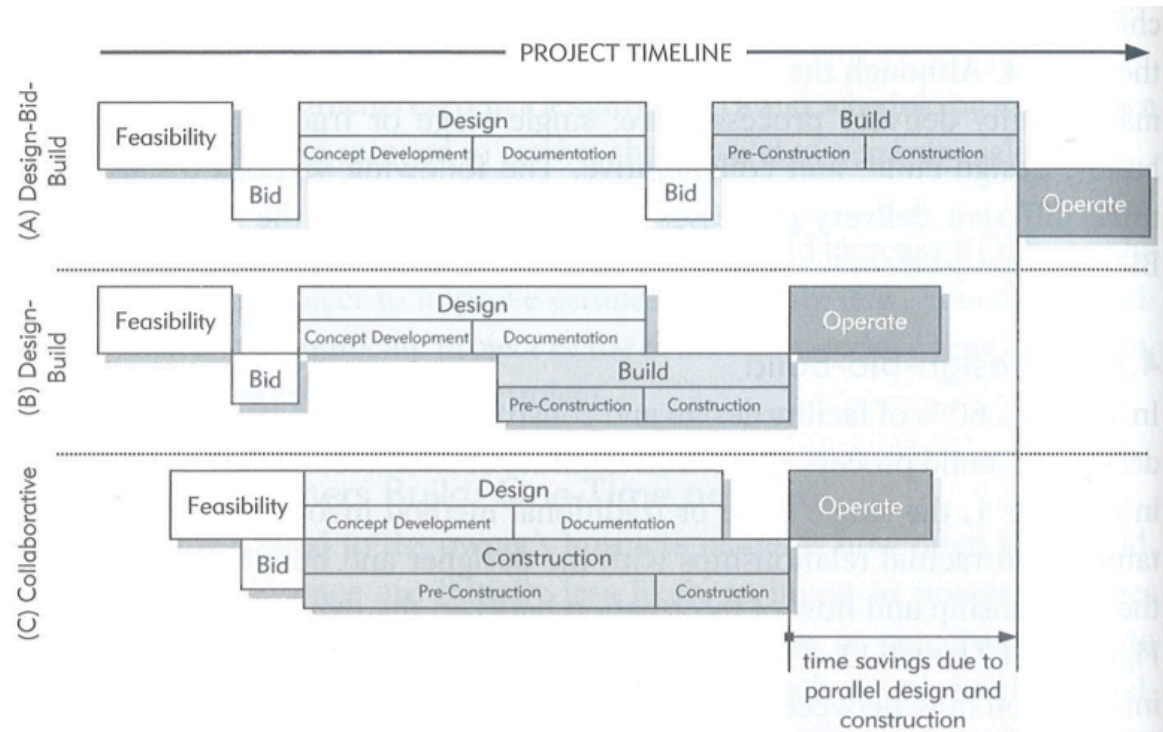 PROJECT TIMELINE
(A) Design-Bid-
Build
Feasibility
Bid
Design
Concept Development
Documentation
Bid
Build
Pre-Construction
Construction
Operate
(B) Design-
Build
Feasibility
Bid
Design
Concept Development
Documentation
Build
Pre-Construction
Construction
Operate
(C) Collaborative
Feasibility
Bid
Design
Concept Development
Documentation
Construction
Pre-Construction
Construction
Operate
time savings due to
parallel design and
construction